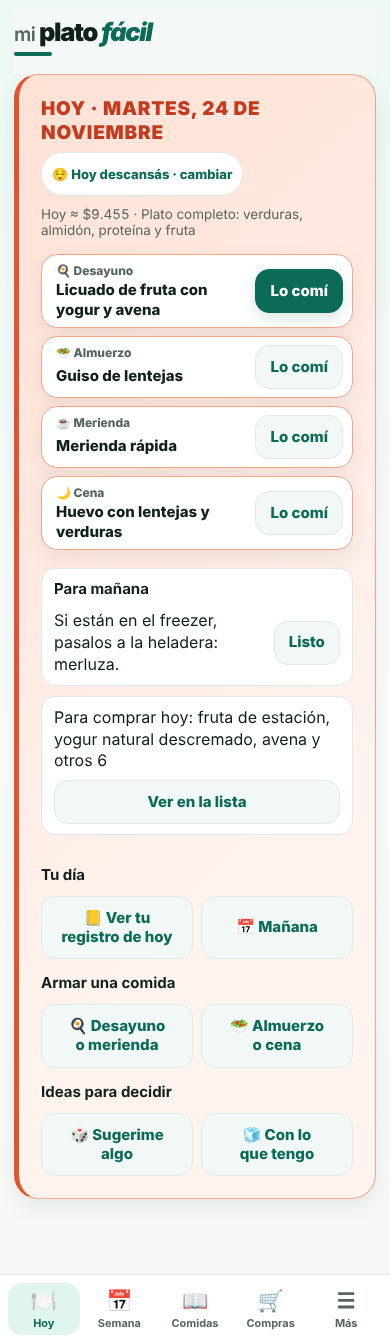 mi plato fácil
HOY · MARTES, 24 DE
NOVIEMBRE
😌 Hoy descansás · cambiar
Hoy ≈ $9.455 · Plato completo: verduras,
almidón, proteína y fruta
🍳 Desayuno
Licuado de fruta con
yogur y avena
Lo comí
🥗 Almuerzo
Guiso de lentejas
Lo comí
☕ Merienda
Merienda rápida
Lo comí
🌙 Cena
Huevo con lentejas y
verduras
Lo comí
Para mañana
Si están en el freezer,
pasalos a la heladera:
merluza.
Listo
Para comprar hoy: fruta de estación,
yogur natural descremado, avena y
otros 6
Ver en la lista
Tu día
📒 Ver tu
registro de hoy
📅 Mañana
Armar una comida
🍳 Desayuno
o merienda
🥗 Almuerzo
o cena
Ideas para decidir
🎲 Sugerime
algo
🧊 Con lo
que tengo
Hoy
Semana
Comidas
Compras
Más